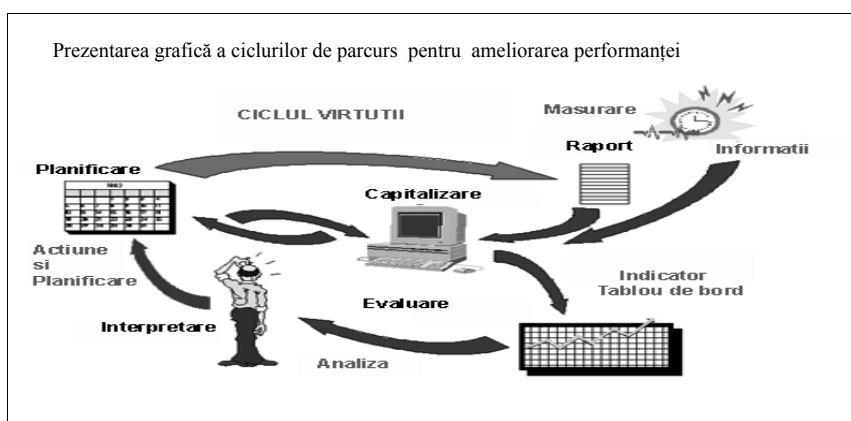 Prezentarea grafică a ciclurilor de parcurs pentru ameliorarea performanței
CICLUL VIRTUTII
Masurare
Raport
Informatii
Planificare
1992
Capitalizare
Actiune
si
Planificare
Indicator
Tablou de bord
Evaluare
Interpretare
Analiza